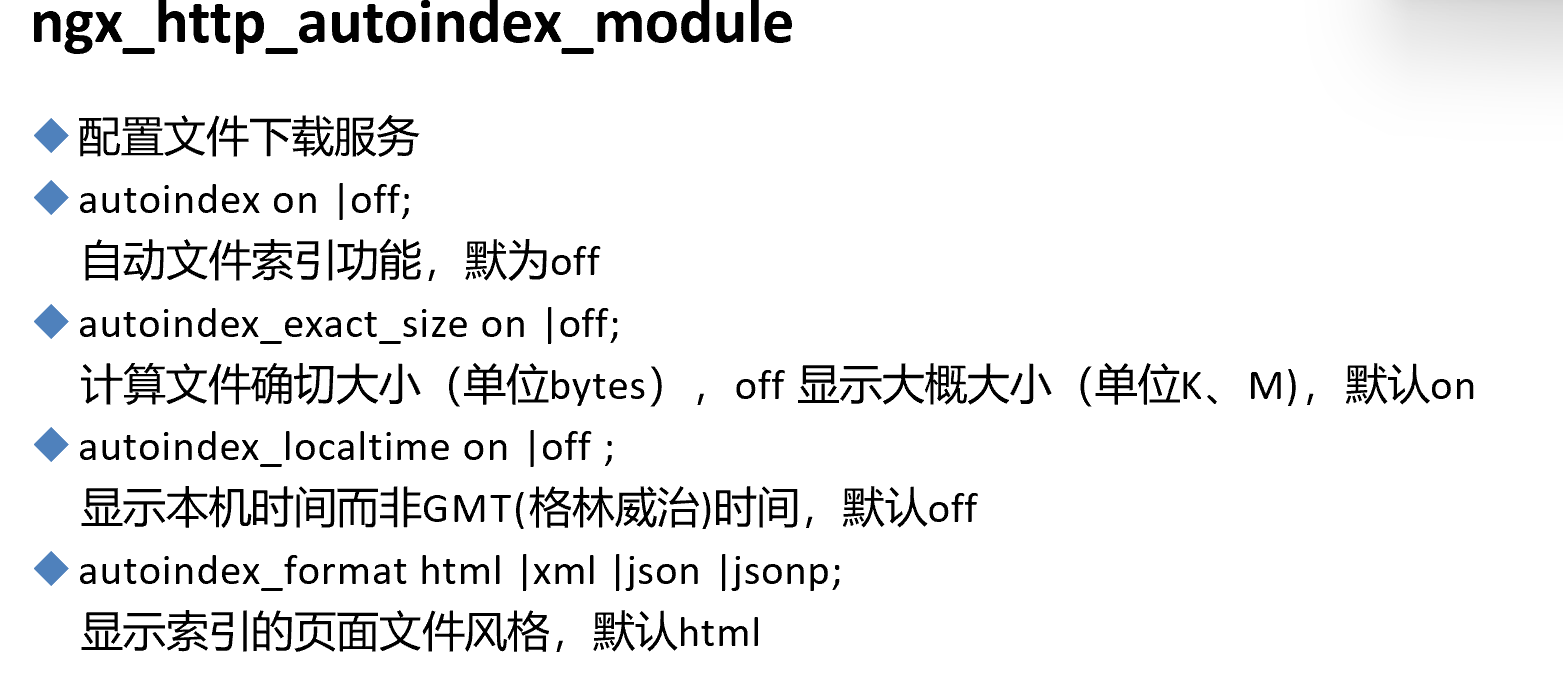 ngx_http_autoindex_module
配置文件下载服务
autoindex on |off;
自动文件索引功能，默为off
autoindex_exact_size on |off;
计算文件确切大小（单位bytes），off 显示大概大小（单位K、M)，默认on
autoindex_localtime on |off ;
显示本机时间而非GMT(格林威治)时间，默认off
autoindex_format html |xml |json |jsonp;
显示索引的页面文件风格，默认html